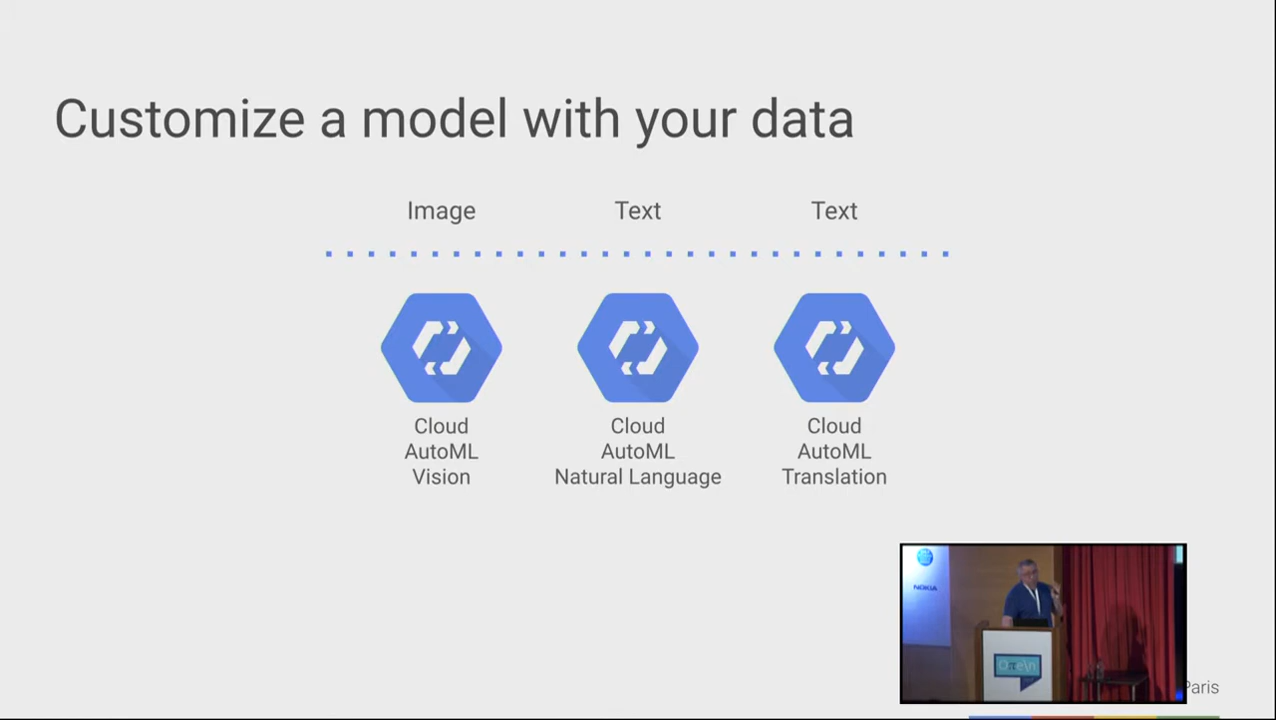 Customize a model with your data
Image Text Text
Cloud Cloud Cloud
AutoML AutoML AutoML
Vision Natural Language Translation
NOKIA
Paris